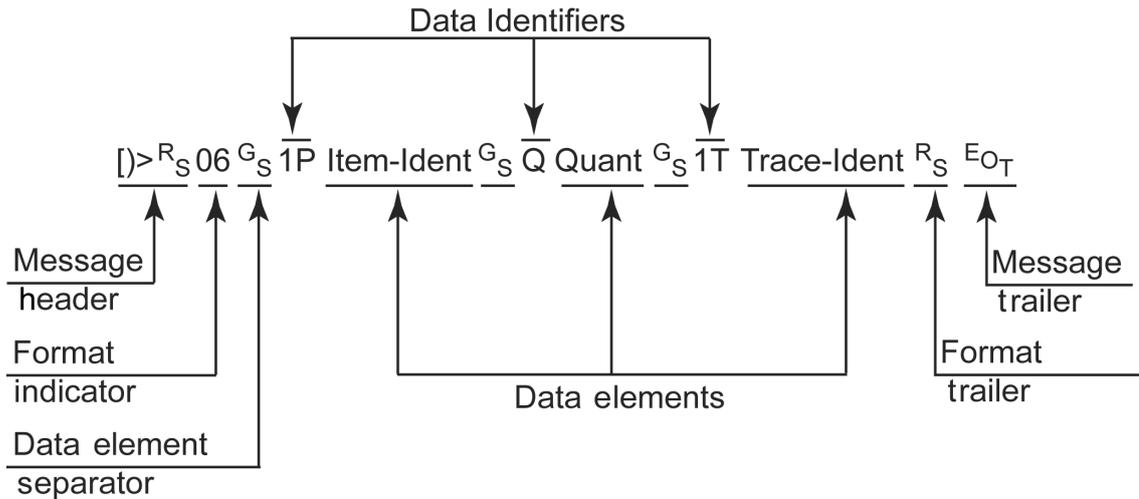 Data Identifiers
[)>RS 06 GS 1P Item-Ident GS Q Quant GS 1T Trace-Ident RS EOT
Message
header
Message
trailer
Format
indicator
Format
trailer
Data elements
Data element
separator